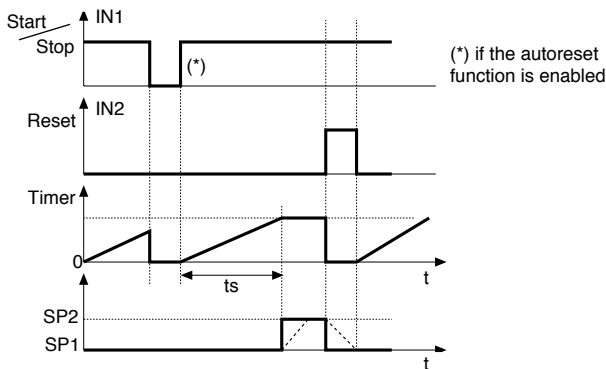 Start
IN1
Stop
(*)
(*) if the autoreset
function is enabled
IN2
Reset
Timer
0
t
ts
SP2
SP1
t